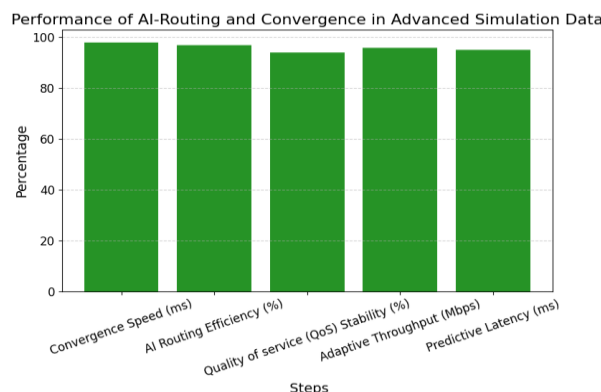 Performance of AI-Routing and Convergence in Advanced Simulation Data
100
80
60
40
20
0
Percentage
Convergence Speed (ms)
AI Routing Efficiency (%)
Quality of service (QoS) Stability (%)
Adaptive Throughput (Mbps)
Predictive Latency (ms)
Steps